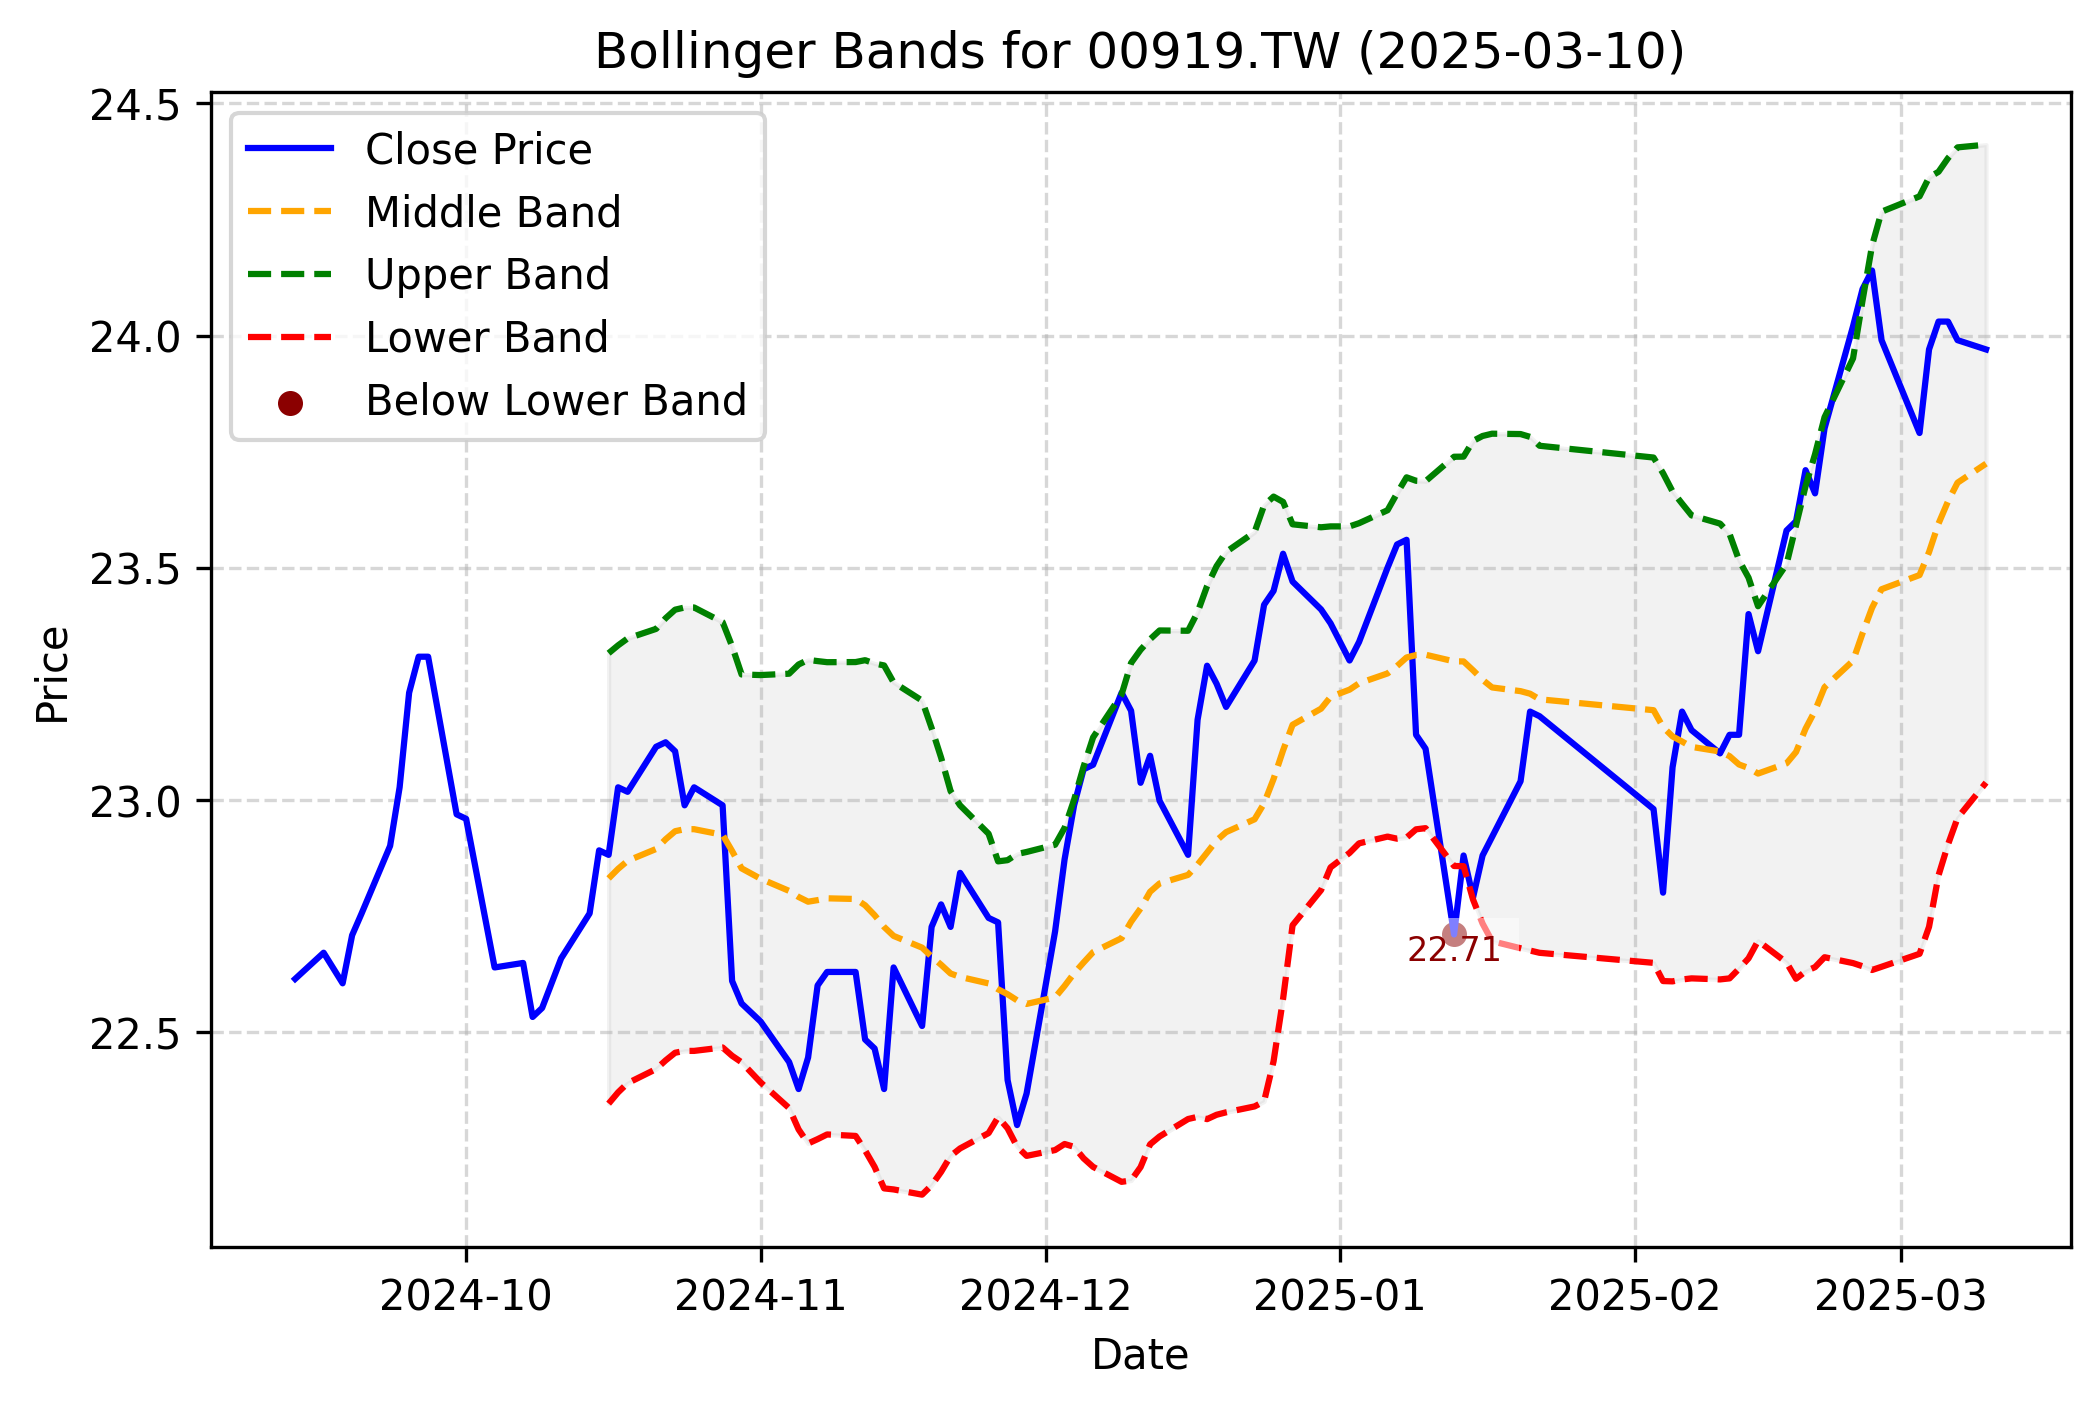 Bollinger Bands for 00919.TW (2025-03-10)
Close Price
Middle Band
Upper Band
Lower Band
Below Lower Band
24.5
24.0
23.5
23.0
22.5
Price
22.71
2024-10
2024-11
2024-12
2025-01
2025-02
2025-03
Date